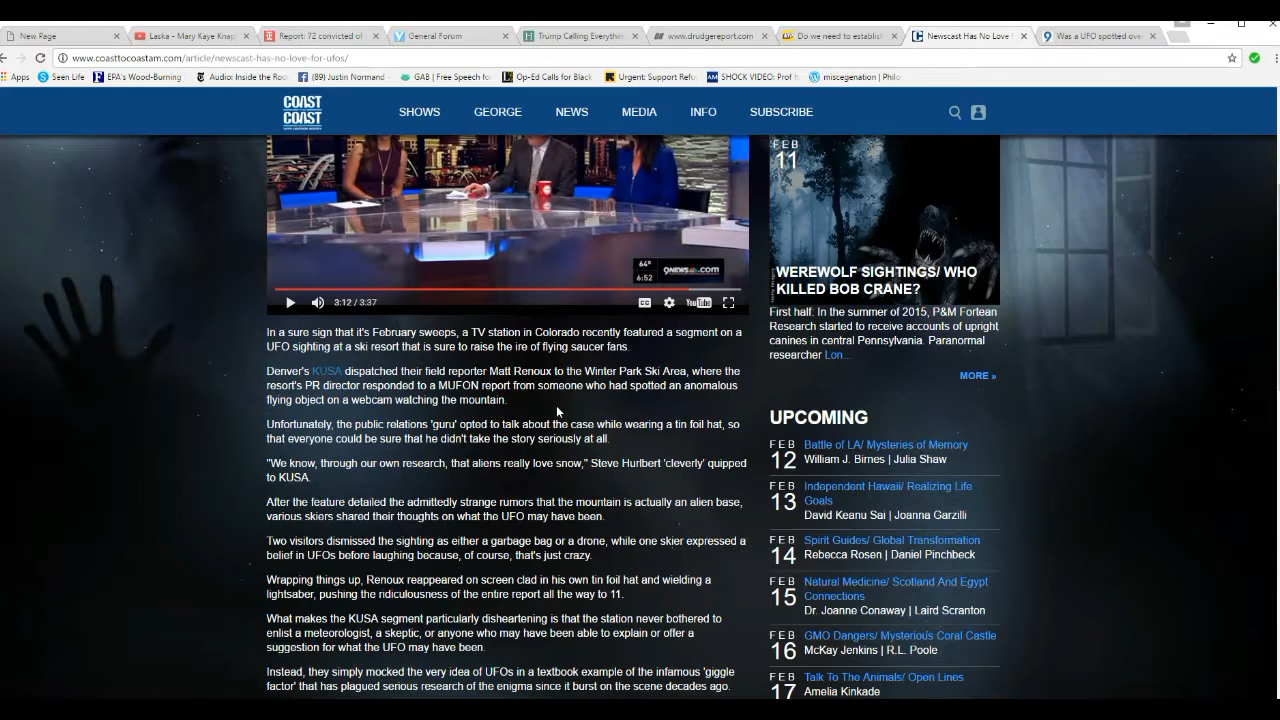 New Page
Laska - Mary Kaye Knap
Report: 72 convicted of
General Forum
Trump Calling Everythin
www.drudgereport.com
Do we need to establish
Newscast Has No Love F
Was a UFO spotted over
www.coasttocoastam.com/article/newscast-has-no-love-for-ufos/
Apps
Seen Life
EPA's Wood-Burning
Audio: Inside the Roo
(89) Justin Normand -
GAB | Free Speech fo
Op-Ed Calls for Black
Urgent: Support Refu
SHOCK VIDEO: Prof h
miscegenation | Philo
COAST
COAST
SHOWS
GEORGE
NEWS
MEDIA
INFO
SUBSCRIBE
64°
6:52
9NEWS.com
3:12 / 3:37
CC
YouTube
In a sure sign that it's February sweeps, a TV station in Colorado recently featured a segment on a
UFO sighting at a ski resort that is sure to raise the ire of flying saucer fans.
Denver's KUSA dispatched their field reporter Matt Renoux to the Winter Park Ski Area, where the
resort's PR director responded to a MUFON report from someone who had spotted an anomalous
flying object on a webcam watching the mountain.
Unfortunately, the public relations 'guru' opted to talk about the case while wearing a tin foil hat, so
that everyone could be sure that he didn't take the story seriously at all.
"We know, through our own research, that aliens really love snow," Steve Hurlbert 'cleverly' quipped
to KUSA.
After the feature detailed the admittedly strange rumors that the mountain is actually an alien base,
various skiers shared their thoughts on what the UFO may have been.
Two visitors dismissed the sighting as either a garbage bag or a drone, while one skier expressed a
belief in UFOs before laughing because, of course, that's just crazy.
Wrapping things up, Renoux reappeared on screen clad in his own tin foil hat and wielding a
lightsaber, pushing the ridiculousness of the entire report all the way to 11.
What makes the KUSA segment particularly disheartening is that the station never bothered to
enlist a meteorologist, a skeptic, or anyone who may have been able to explain or offer a
suggestion for what the UFO may have been.
Instead, they simply mocked the very idea of UFOs in a textbook example of the infamous 'giggle
factor' that has plagued serious research of the enigma since it burst on the scene decades ago.
FEB
11
WEREWOLF SIGHTINGS/ WHO
KILLED BOB CRANE?
First half: In the summer of 2015, P&M Fortean
Research started to receive accounts of upright
canines in central Pennsylvania. Paranormal
researcher Lon...
MORE »
UPCOMING
FEB
12
Battle of LA/ Mysteries of Memory
William J. Birnes | Julia Shaw
FEB
13
Independent Hawaii/ Realizing Life
Goals
David Keanu Sai | Joanna Garzilli
FEB
14
Spirit Guides/ Global Transformation
Rebecca Rosen | Daniel Pinchbeck
FEB
15
Natural Medicine/ Scotland And Egypt
Connections
Dr. Joanne Conaway | Laird Scranton
FEB
16
GMO Dangers/ Mysterious Coral Castle
McKay Jenkins | R.L. Poole
FEB
17
Talk To The Animals/ Open Lines
Amelia Kinkade